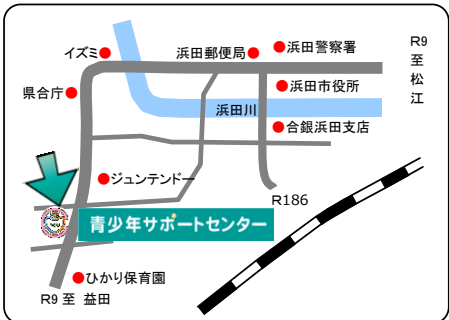 イズミ
浜田郵便局
浜田警察署
R9
至
松
江
県合庁
浜田市役所
浜田川
合銀浜田支店
ジュンテンドー
R186
青少年サポートセンター
ひかり保育園
R9 至 益田